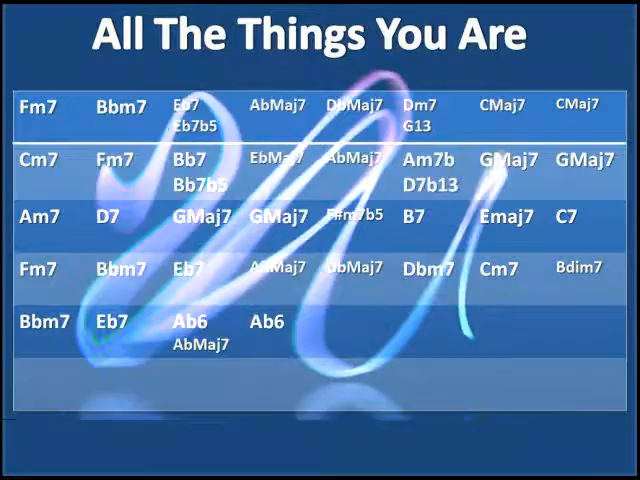 All The Things You Are
Fm7 Bbm7 Eb7 AbMaj7 DbMaj7 Dm7 CMaj7 CMaj7
Eb7b5 G13
Cm7 Fm7 Bb7 EbMaj7 AbMaj7 Am7b GMaj7 GMaj7
Bb7b5 D7b13
Am7 D7 GMaj7 GMaj7 F#m7b5 B7 Emaj7 C7
Fm7 Bbm7 Eb7 AbMaj7 DbMaj7 Dbm7 Cm7 Bdim7
Bbm7 Eb7 Ab6 Ab6
AbMaj7